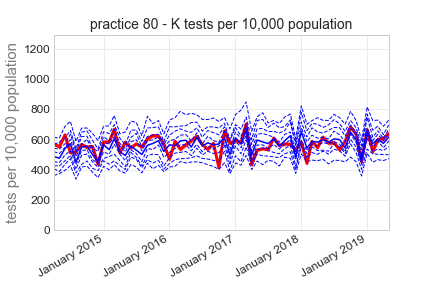 practice 80 - K tests per 10,000 population
tests per 10,000 population
1200
1000
800
600
400
200
0
January 2015
January 2016
January 2017
January 2018
January 2019